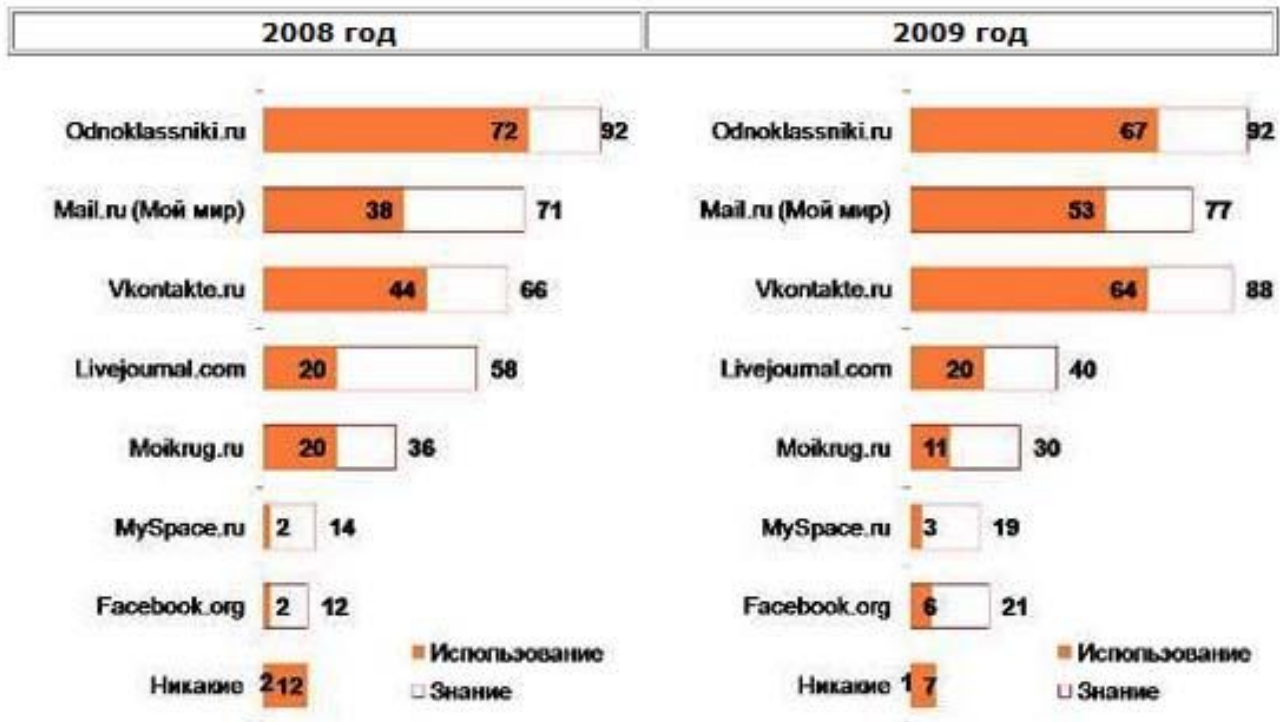 2008 год
2009 год
Odnoklassniki.ru 72 92
Mail.ru (Мой мир) 38 71
Vkontakte.ru 44 66
Livejournal.com 20 58
Moikrug.ru 20 36
MySpace.ru 2 14
Facebook.org 2 12
Никакие 2 12
Использование
Знание
Odnoklassniki.ru 67 92
Mail.ru (Мой мир) 53 77
Vkontakte.ru 64 88
Livejournal.com 20 40
Moikrug.ru 11 30
MySpace.ru 3 19
Facebook.org 6 21
Никакие 1 7
Использование
Знание